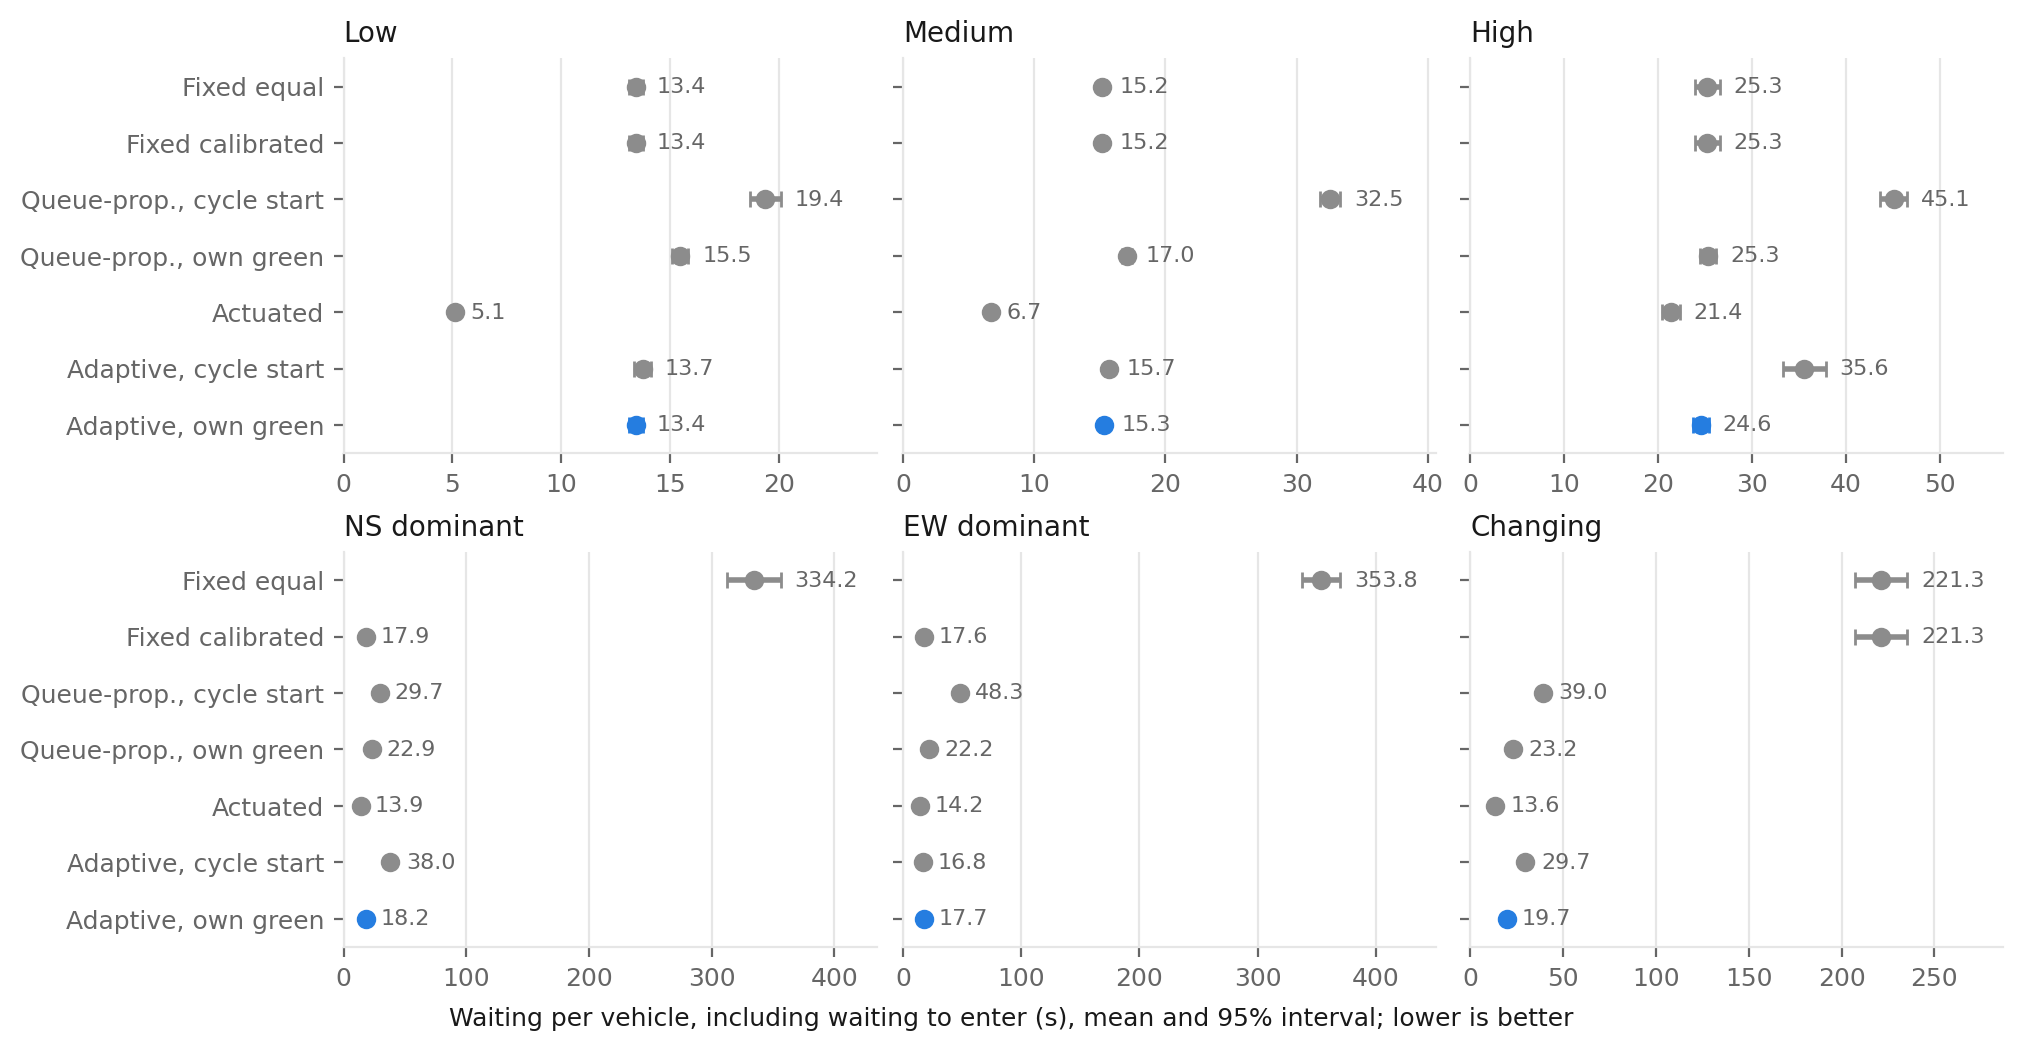 Low Medium High
Fixed equal 13.4 15.2 25.3
Fixed calibrated 13.4 15.2 25.3
Queue-prop., cycle start 19.4 32.5 45.1
Queue-prop., own green 15.5 17.0 25.3
Actuated 5.1 6.7 21.4
Adaptive, cycle start 13.7 15.7 35.6
Adaptive, own green 13.4 15.3 24.6
0 5 10 15 20 0 10 20 30 40 0 10 20 30 40 50
NS dominant EW dominant Changing
Fixed equal 334.2 353.8 221.3
Fixed calibrated 17.9 17.6 221.3
Queue-prop., cycle start 29.7 48.3 39.0
Queue-prop., own green 22.9 22.2 23.2
Actuated 13.9 14.2 13.6
Adaptive, cycle start 38.0 16.8 29.7
Adaptive, own green 18.2 17.7 19.7
0 100 200 300 400 0 100 200 300 400 0 50 100 150 200 250
Waiting per vehicle, including waiting to enter (s), mean and 95% interval; lower is better